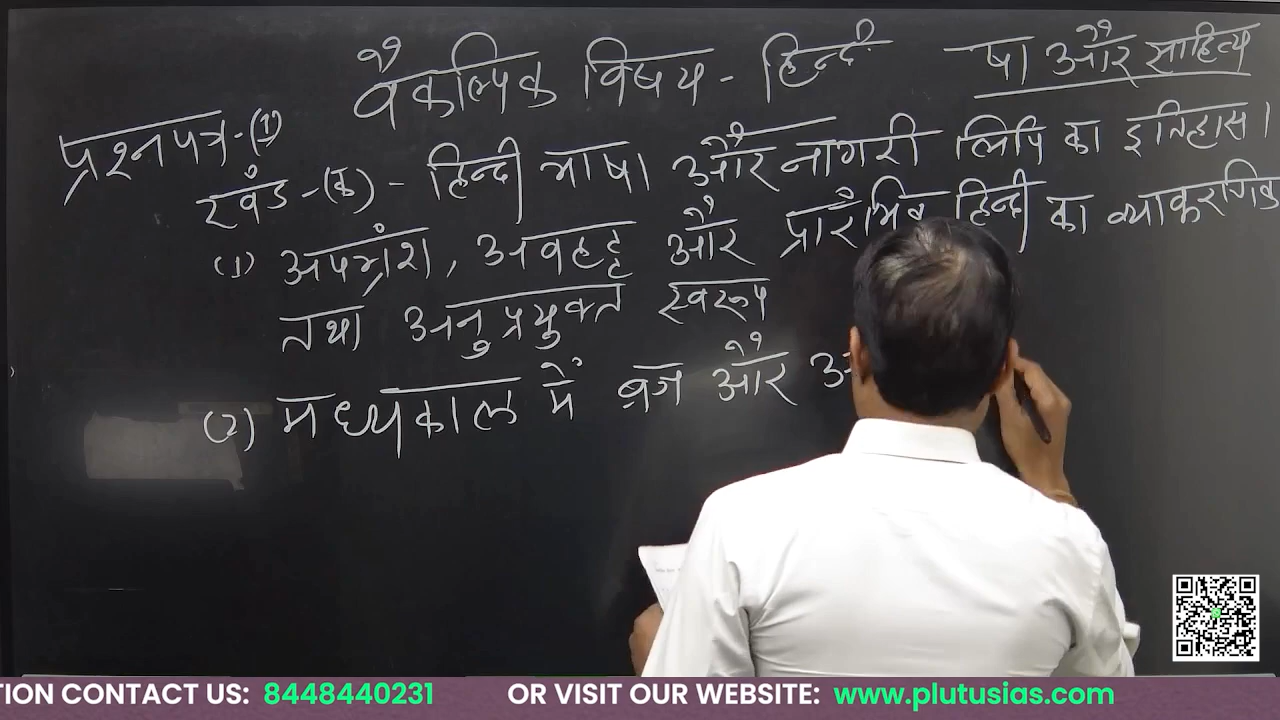 वैकल्पिक विषय - हिन्दी षा और साहित्य
प्रश्नपत्र-(1)
खंड-(क) - हिन्दी भाषा और नागरी लिपि का इतिहास।
(1) अपभ्रंश, अवहट्ट और प्रारंभिक हिन्दी का व्याकरणिक
तथा अनुप्रयुक्त स्वरूप
(2) मध्यकाल में ब्रज और अ
TION CONTACT US: 8448440231 OR VISIT OUR WEBSITE: www.plutusias.com